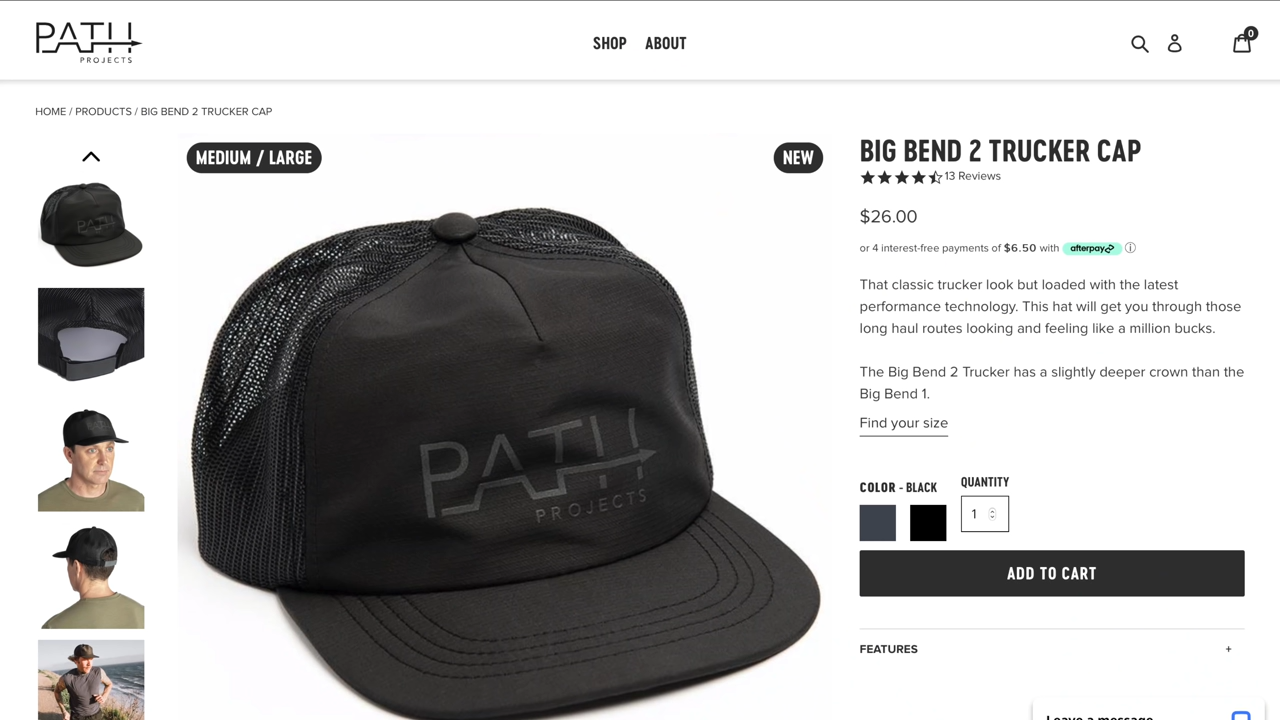 PATH
PROJECTS
SHOP
ABOUT
0
HOME / PRODUCTS / BIG BEND 2 TRUCKER CAP
MEDIUM / LARGE
NEW
PATH
PROJECTS
BIG BEND 2 TRUCKER CAP
13 Reviews
$26.00
or 4 interest-free payments of $6.50 with afterpay
That classic trucker look but loaded with the latest
performance technology. This hat will get you through those
long haul routes looking and feeling like a million bucks.
The Big Bend 2 Trucker has a slightly deeper crown than the
Big Bend 1.
Find your size
COLOR - BLACK
QUANTITY
1
ADD TO CART
FEATURES +
Leave a message